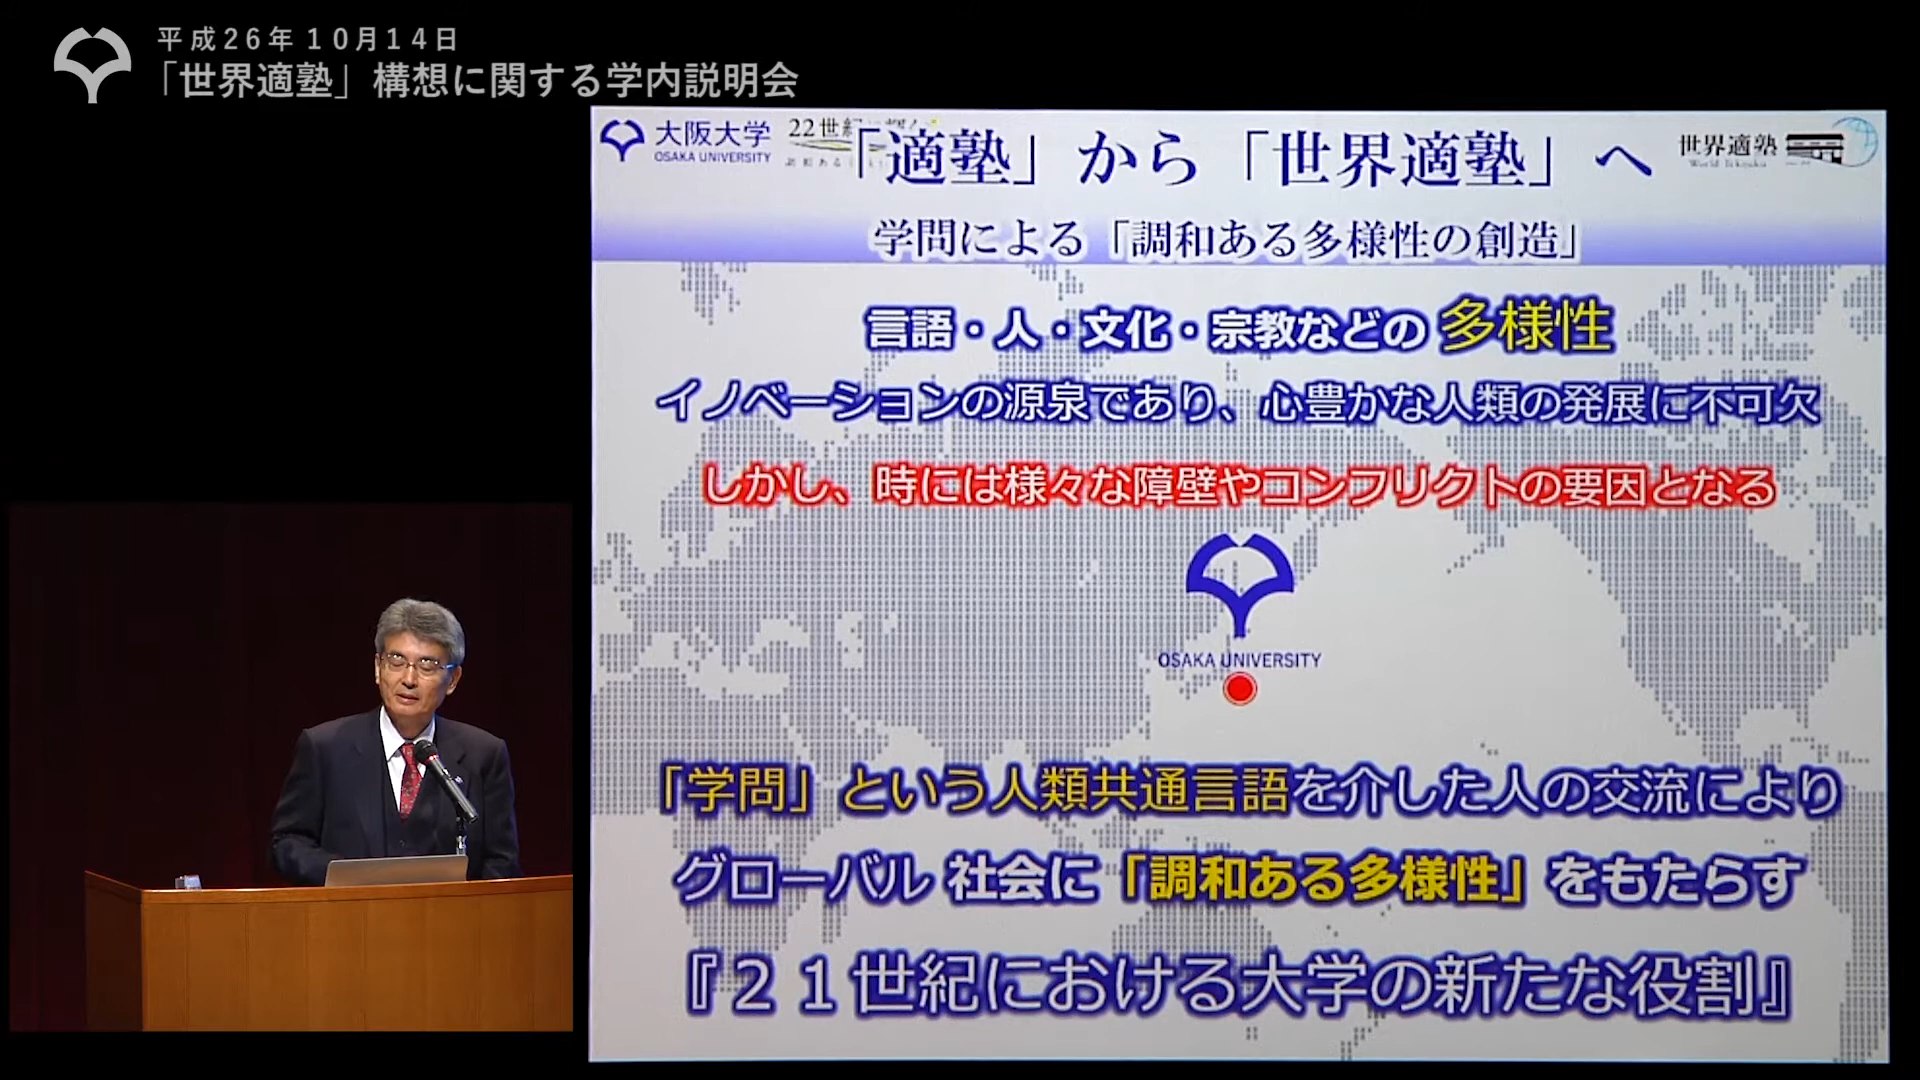 平成26年10月14日
「世界適塾」構想に関する学内説明会
大阪大学
OSAKA UNIVERSITY
22世紀に輝く
「適塾」から「世界適塾」へ
世界適塾
World Tekijuku
学問による「調和ある多様性の創造」
言語・人・文化・宗教などの 多様性
イノベーションの源泉であり、心豊かな人類の発展に不可欠
しかし、時には様々な障壁やコンフリクトの要因となる
OSAKA UNIVERSITY
「学問」という人類共通言語を介した人の交流により
グローバル 社会に「調和ある多様性」をもたらす
『21世紀における大学の新たな役割』